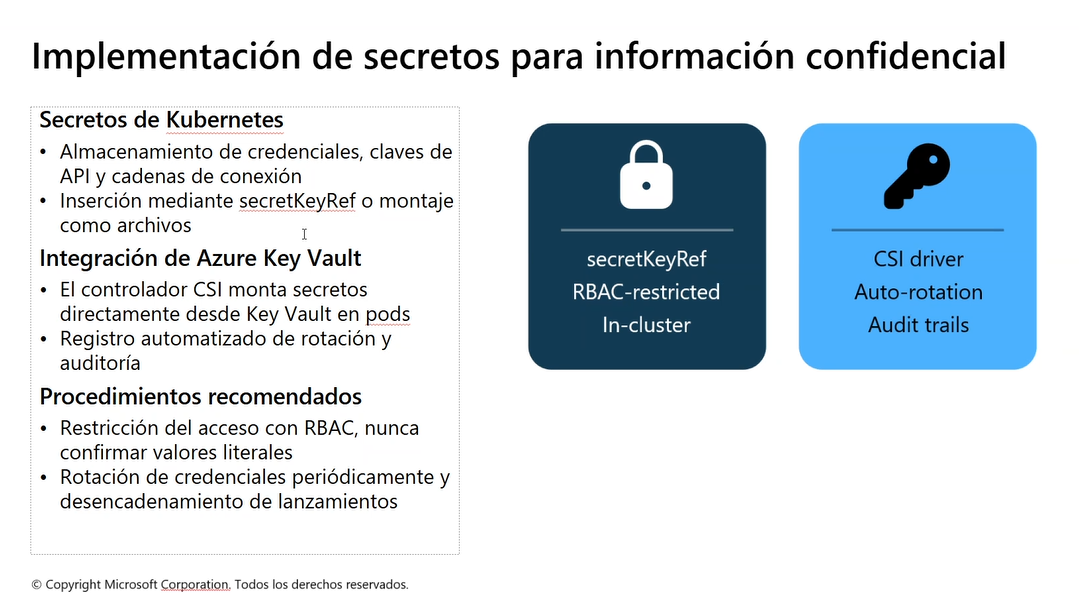 Implementación de secretos para información confidencial
Secretos de Kubernetes
• Almacenamiento de credenciales, claves de
API y cadenas de conexión
• Inserción mediante secretKeyRef o montaje
como archivos
Integración de Azure Key Vault
• El controlador CSI monta secretos
directamente desde Key Vault en pods
• Registro automatizado de rotación y
auditoría
Procedimientos recomendados
• Restricción del acceso con RBAC, nunca
confirmar valores literales
• Rotación de credenciales periódicamente y
desencadenamiento de lanzamientos
secretKeyRef
RBAC-restricted
In-cluster
CSI driver
Auto-rotation
Audit trails
© Copyright Microsoft Corporation. Todos los derechos reservados.